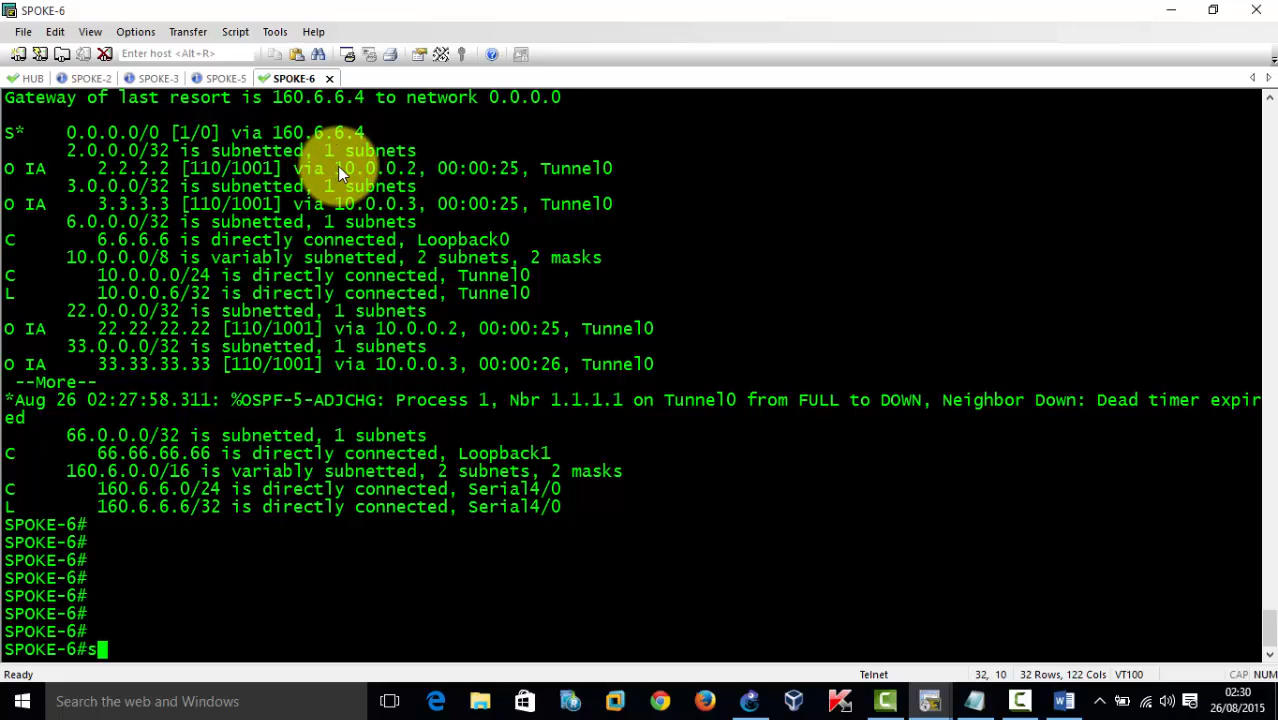 SPOKE-6
File Edit View Options Transfer Script Tools Help
Enter host <Alt+R>
HUB SPOKE-2 SPOKE-3 SPOKE-5 SPOKE-6
Gateway of last resort is 160.6.6.4 to network 0.0.0.0
S* 0.0.0.0/0 [1/0] via 160.6.6.4
2.0.0.0/32 is subnetted, 1 subnets
O IA 2.2.2.2 [110/1001] via 10.0.0.2, 00:00:25, Tunnel0
3.0.0.0/32 is subnetted, 1 subnets
O IA 3.3.3.3 [110/1001] via 10.0.0.3, 00:00:25, Tunnel0
6.0.0.0/32 is subnetted, 1 subnets
C 6.6.6.6 is directly connected, Loopback0
10.0.0.0/8 is variably subnetted, 2 subnets, 2 masks
C 10.0.0.0/24 is directly connected, Tunnel0
L 10.0.0.6/32 is directly connected, Tunnel0
22.0.0.0/32 is subnetted, 1 subnets
O IA 22.22.22.22 [110/1001] via 10.0.0.2, 00:00:25, Tunnel0
33.0.0.0/32 is subnetted, 1 subnets
O IA 33.33.33.33 [110/1001] via 10.0.0.3, 00:00:26, Tunnel0
--More--
*Aug 26 02:27:58.311: %OSPF-5-ADJCHG: Process 1, Nbr 1.1.1.1 on Tunnel0 from FULL to DOWN, Neighbor Down: Dead timer expir
ed
66.0.0.0/32 is subnetted, 1 subnets
C 66.66.66.66 is directly connected, Loopback1
160.6.0.0/16 is variably subnetted, 2 subnets, 2 masks
C 160.6.6.0/24 is directly connected, Serial4/0
L 160.6.6.6/32 is directly connected, Serial4/0
SPOKE-6#
SPOKE-6#
SPOKE-6#
SPOKE-6#
SPOKE-6#
SPOKE-6#
SPOKE-6#
SPOKE-6#s
Ready Telnet 32, 10 32 Rows, 122 Cols VT100 CAP NUM
Search the web and Windows
02:30
26/08/2015